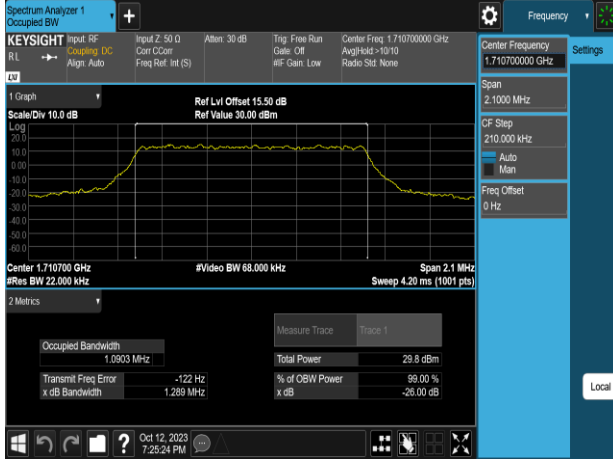 Spectrum Analyzer 1
Occupied BW
Frequency
KEYSIGHT
Input: RF
Coupling: DC
Align: Auto
Input Z: 50 Ω
Corr CCorr
Freq Ref: Int (S)
Atten: 30 dB
Trig: Free Run
Gate: Off
#IF Gain: Low
Center Freq: 1.710700000 GHz
Avg|Hold:>10/10
Radio Std: None
RL
LXI
Center Frequency
1.710700000 GHz
Settings
Span
2.1000 MHz
CF Step
210.000 kHz
Auto
Man
Freq Offset
0 Hz
1 Graph
Scale/Div 10.0 dB
Ref Lvl Offset 15.50 dB
Ref Value 30.00 dBm
Log
20.0
10.0
0.00
-10.0
-20.0
-30.0
-40.0
-50.0
-60.0
Center 1.710700 GHz
#Res BW 22.000 kHz
#Video BW 68.000 kHz
Span 2.1 MHz
Sweep 4.20 ms (1001 pts)
2 Metrics
Measure Trace
Trace 1
Occupied Bandwidth
1.0903 MHz
Total Power
29.8 dBm
Transmit Freq Error
-122 Hz
% of OBW Power
99.00 %
x dB Bandwidth
1.289 MHz
x dB
-26.00 dB
Local
?
Oct 12, 2023
7:25:24 PM